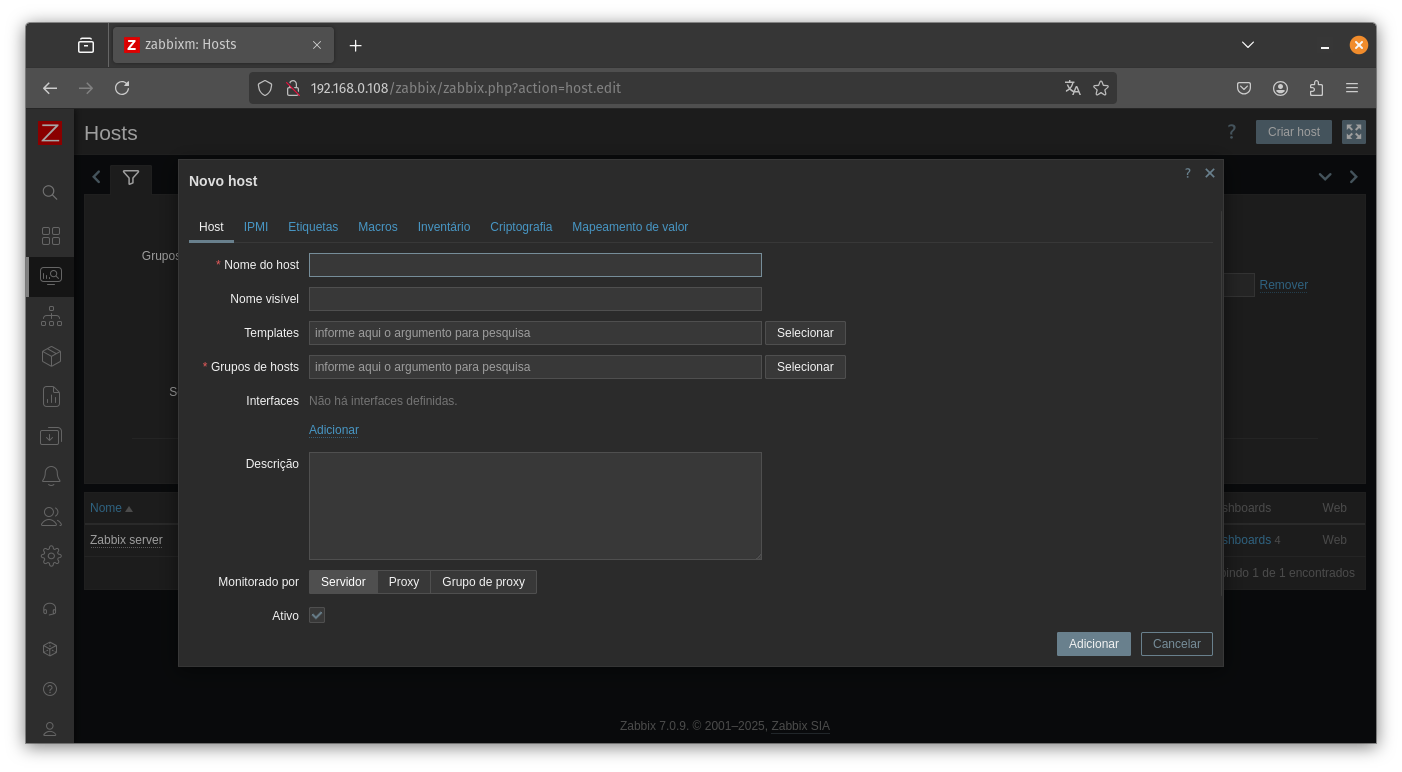 Z zabbixm: Hosts
192.168.0.108/zabbix/zabbix.php?action=host.edit
Z Hosts ? Criar host
Novo host ?
Host IPMI Etiquetas Macros Inventário Criptografia Mapeamento de valor
Grupos
* Nome do host
Remover
Nome visível
Templates informe aqui o argumento para pesquisa Selecionar
* Grupos de hosts informe aqui o argumento para pesquisa Selecionar
S
Interfaces Não há interfaces definidas.
Adicionar
Descrição
Nome shboards Web
Zabbix server shboards 4 Web
indo 1 de 1 encontrados
Monitorado por Servidor Proxy Grupo de proxy
Ativo
Adicionar Cancelar
Zabbix 7.0.9. © 2001–2025, Zabbix SIA